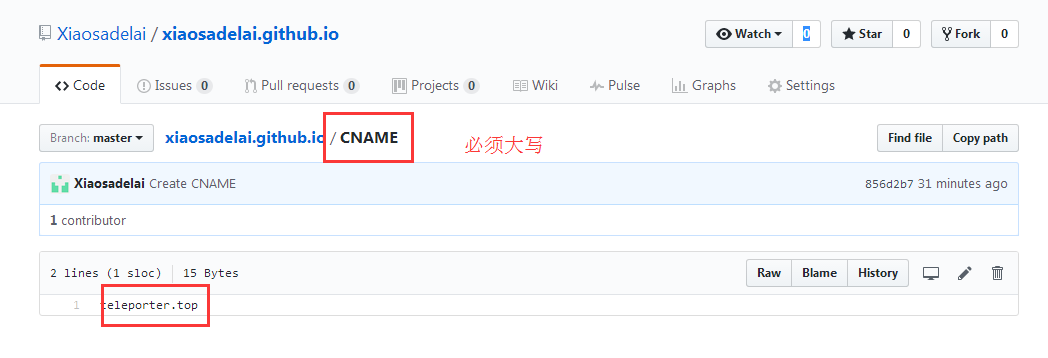 Xiaosadelai / xiaosadelai.github.io
Watch 0 Star 0 Fork 0
Code Issues 0 Pull requests 0 Projects 0 Wiki Pulse Graphs Settings
Branch: master xiaosadelai.github.io / CNAME 必须大写 Find file Copy path
Xiaosadelai Create CNAME 856d2b7 31 minutes ago
1 contributor
2 lines (1 sloc) 15 Bytes Raw Blame History
1 teleporter.top